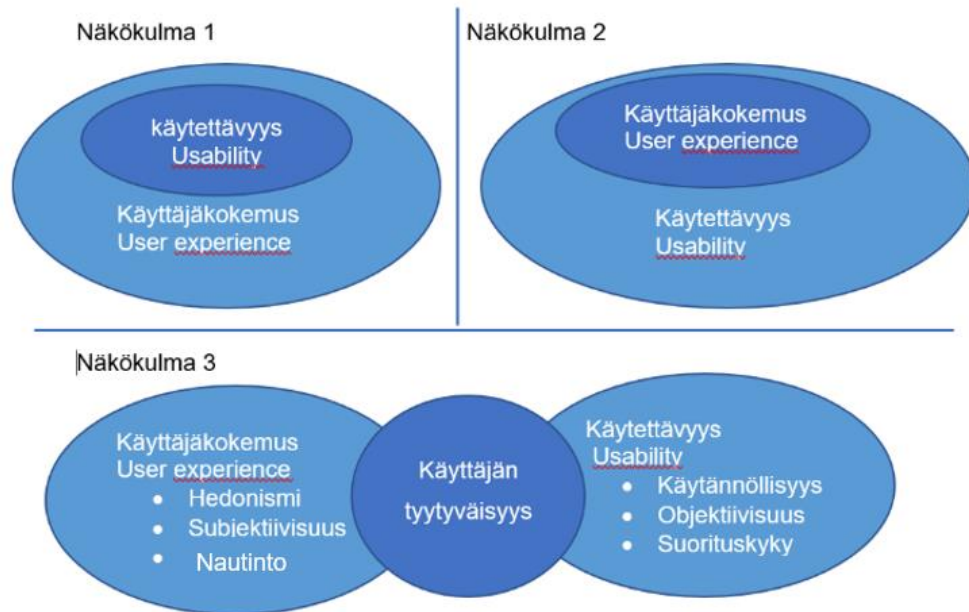 Näkökulma 1
käytettävyys
Usability
Käyttäjäkokemus
User experience
Näkökulma 2
Käyttäjäkokemus
User experience
Käytettävyys
Usability
Näkökulma 3
Käyttäjäkokemus
User experience
• Hedonismi
• Subjektiivisuus
• Nautinto
Käyttäjän
tyytyväisyys
Käytettävyys
Usability
• Käytännöllisyys
• Objektiivisuus
• Suorituskyky